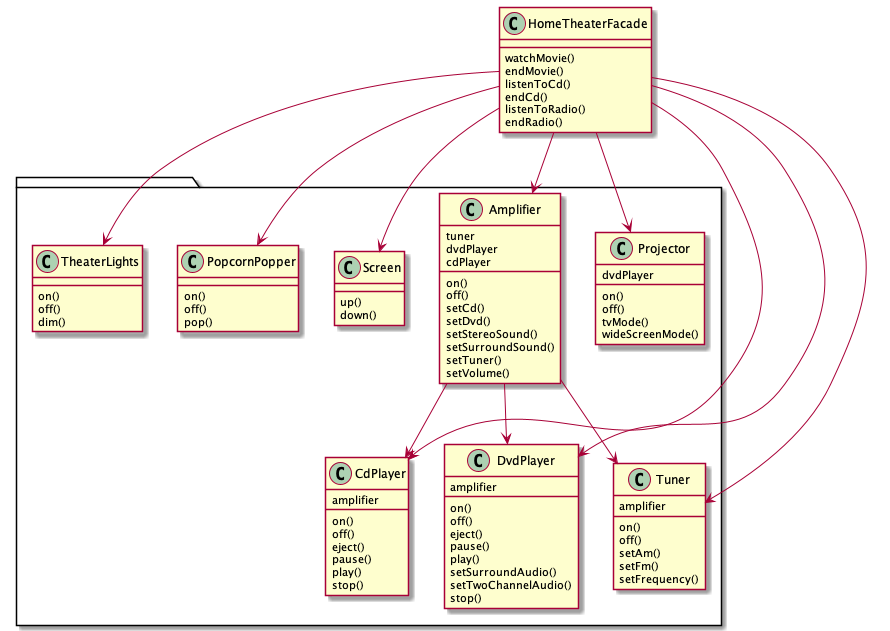 C HomeTheaterFacade
watchMovie()
endMovie()
listenToCd()
endCd()
listenToRadio()
endRadio()
C TheaterLights
on()
off()
dim()
C PopcornPopper
on()
off()
pop()
C Screen
up()
down()
C Amplifier
tuner
dvdPlayer
cdPlayer
on()
off()
setCd()
setDvd()
setStereoSound()
setSurroundSound()
setTuner()
setVolume()
C Projector
dvdPlayer
on()
off()
tvMode()
wideScreenMode()
C CdPlayer
amplifier
on()
off()
eject()
pause()
play()
stop()
C DvdPlayer
amplifier
on()
off()
eject()
pause()
play()
setSurroundAudio()
setTwoChannelAudio()
stop()
C Tuner
amplifier
on()
off()
setAm()
setFm()
setFrequency()